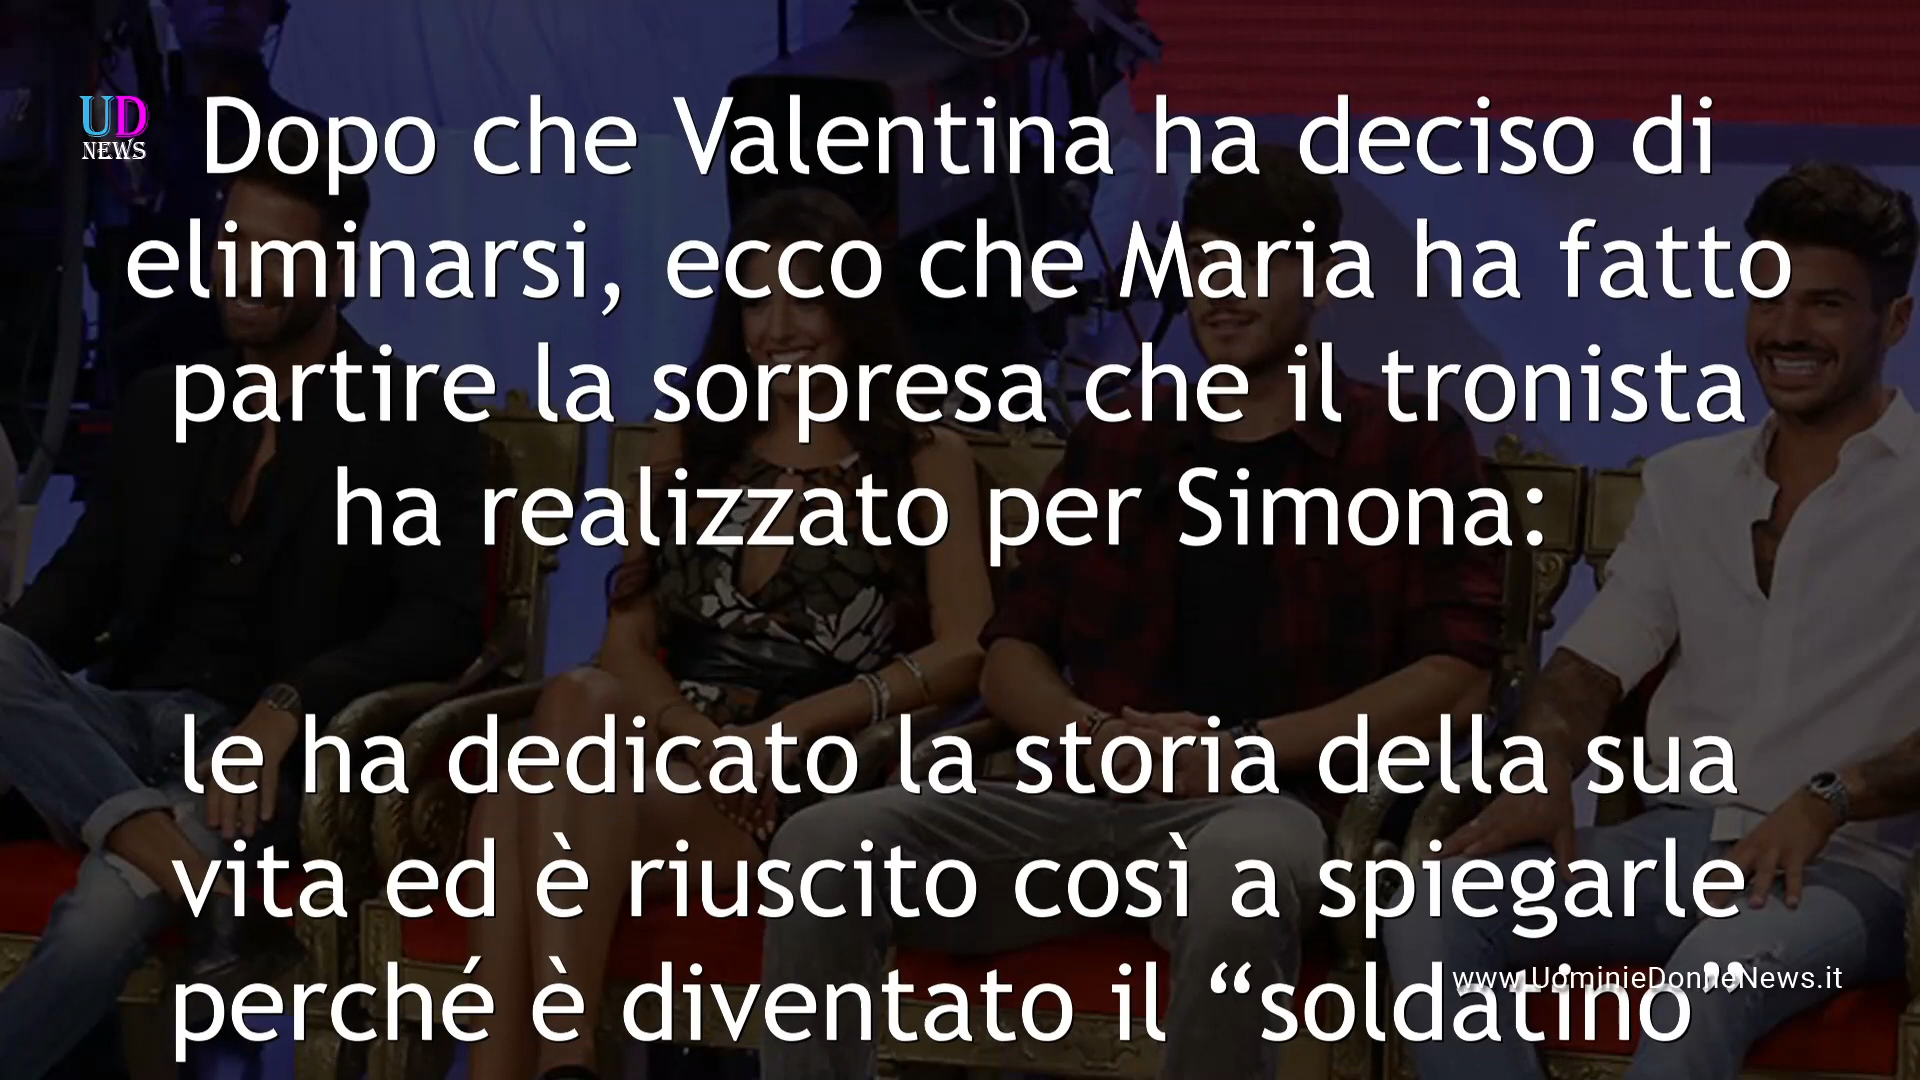 UD
NEWS
Dopo che Valentina ha deciso di
eliminarsi, ecco che Maria ha fatto
partire la sorpresa che il tronista
ha realizzato per Simona:
le ha dedicato la storia della sua
vita ed è riuscito così a spiegarle
perché è diventato il “soldatino”
www.UominieDonneNews.it